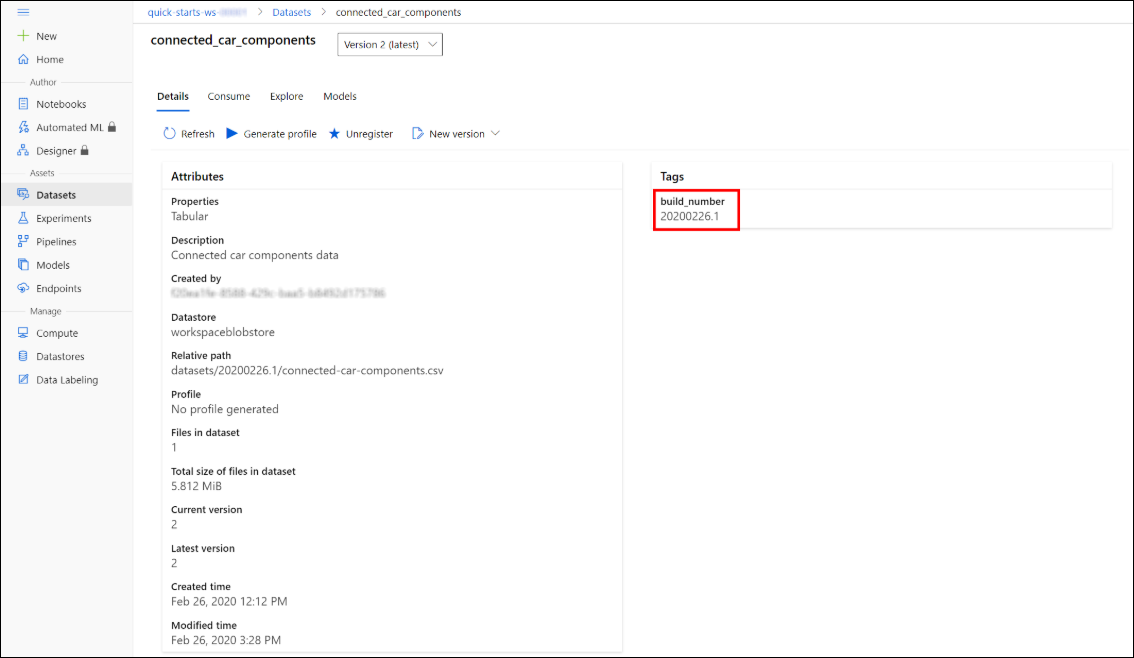 quick-starts-ws- > Datasets > connected_car_components
New
Home
Author
Notebooks
Automated ML
Designer
Assets
Datasets
Experiments
Pipelines
Models
Endpoints
Manage
Compute
Datastores
Data Labeling
connected_car_components
Version 2 (latest)
Details Consume Explore Models
Refresh Generate profile Unregister New version
Attributes
Properties
Tabular
Description
Connected car components data
Created by
Datastore
workspaceblobstore
Relative path
datasets/20200226.1/connected-car-components.csv
Profile
No profile generated
Files in dataset
1
Total size of files in dataset
5.812 MiB
Current version
2
Latest version
2
Created time
Feb 26, 2020 12:12 PM
Modified time
Feb 26, 2020 3:28 PM
Tags
build_number
20200226.1